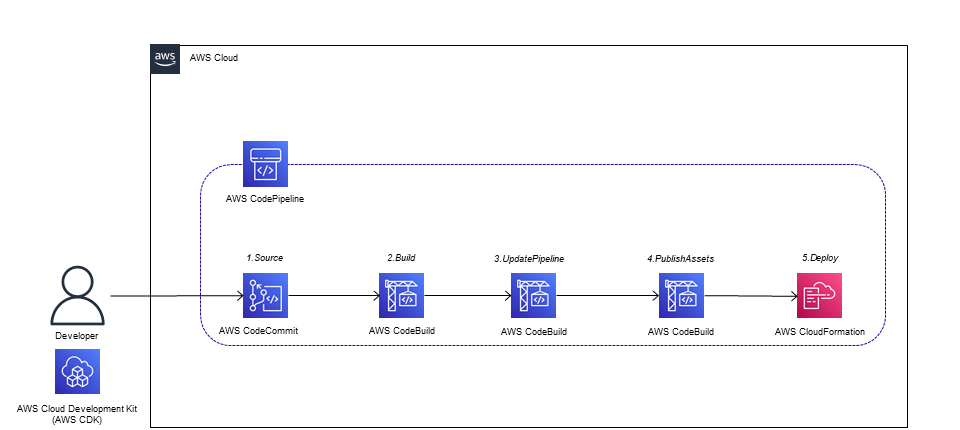 aws
AWS Cloud
AWS CodePipeline
1.Source
2.Build
3.UpdatePipeline
4.PublishAssets
5.Deploy
AWS CodeCommit
AWS CodeBuild
AWS CodeBuild
AWS CodeBuild
AWS CloudFormation
Developer
AWS Cloud Development Kit
(AWS CDK)